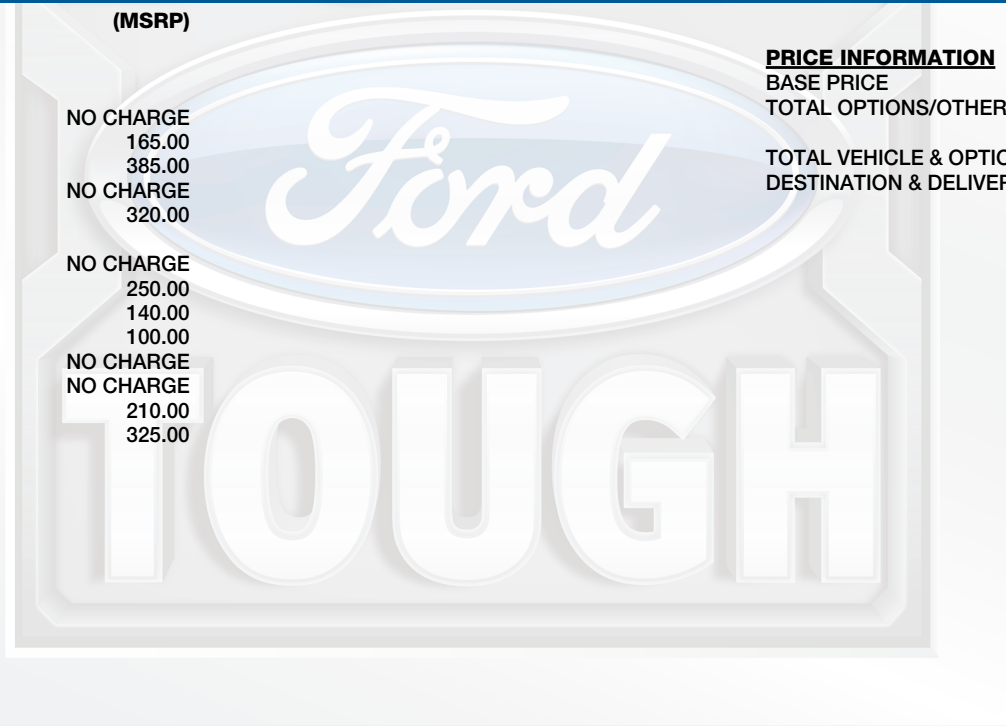 (MSRP)
NO CHARGE
165.00
385.00
NO CHARGE
320.00
NO CHARGE
250.00
140.00
100.00
NO CHARGE
NO CHARGE
210.00
325.00
PRICE INFORMATION
BASE PRICE
TOTAL OPTIONS/OTHER
TOTAL VEHICLE & OPTIO
DESTINATION & DELIVER
Ford
TOUGH